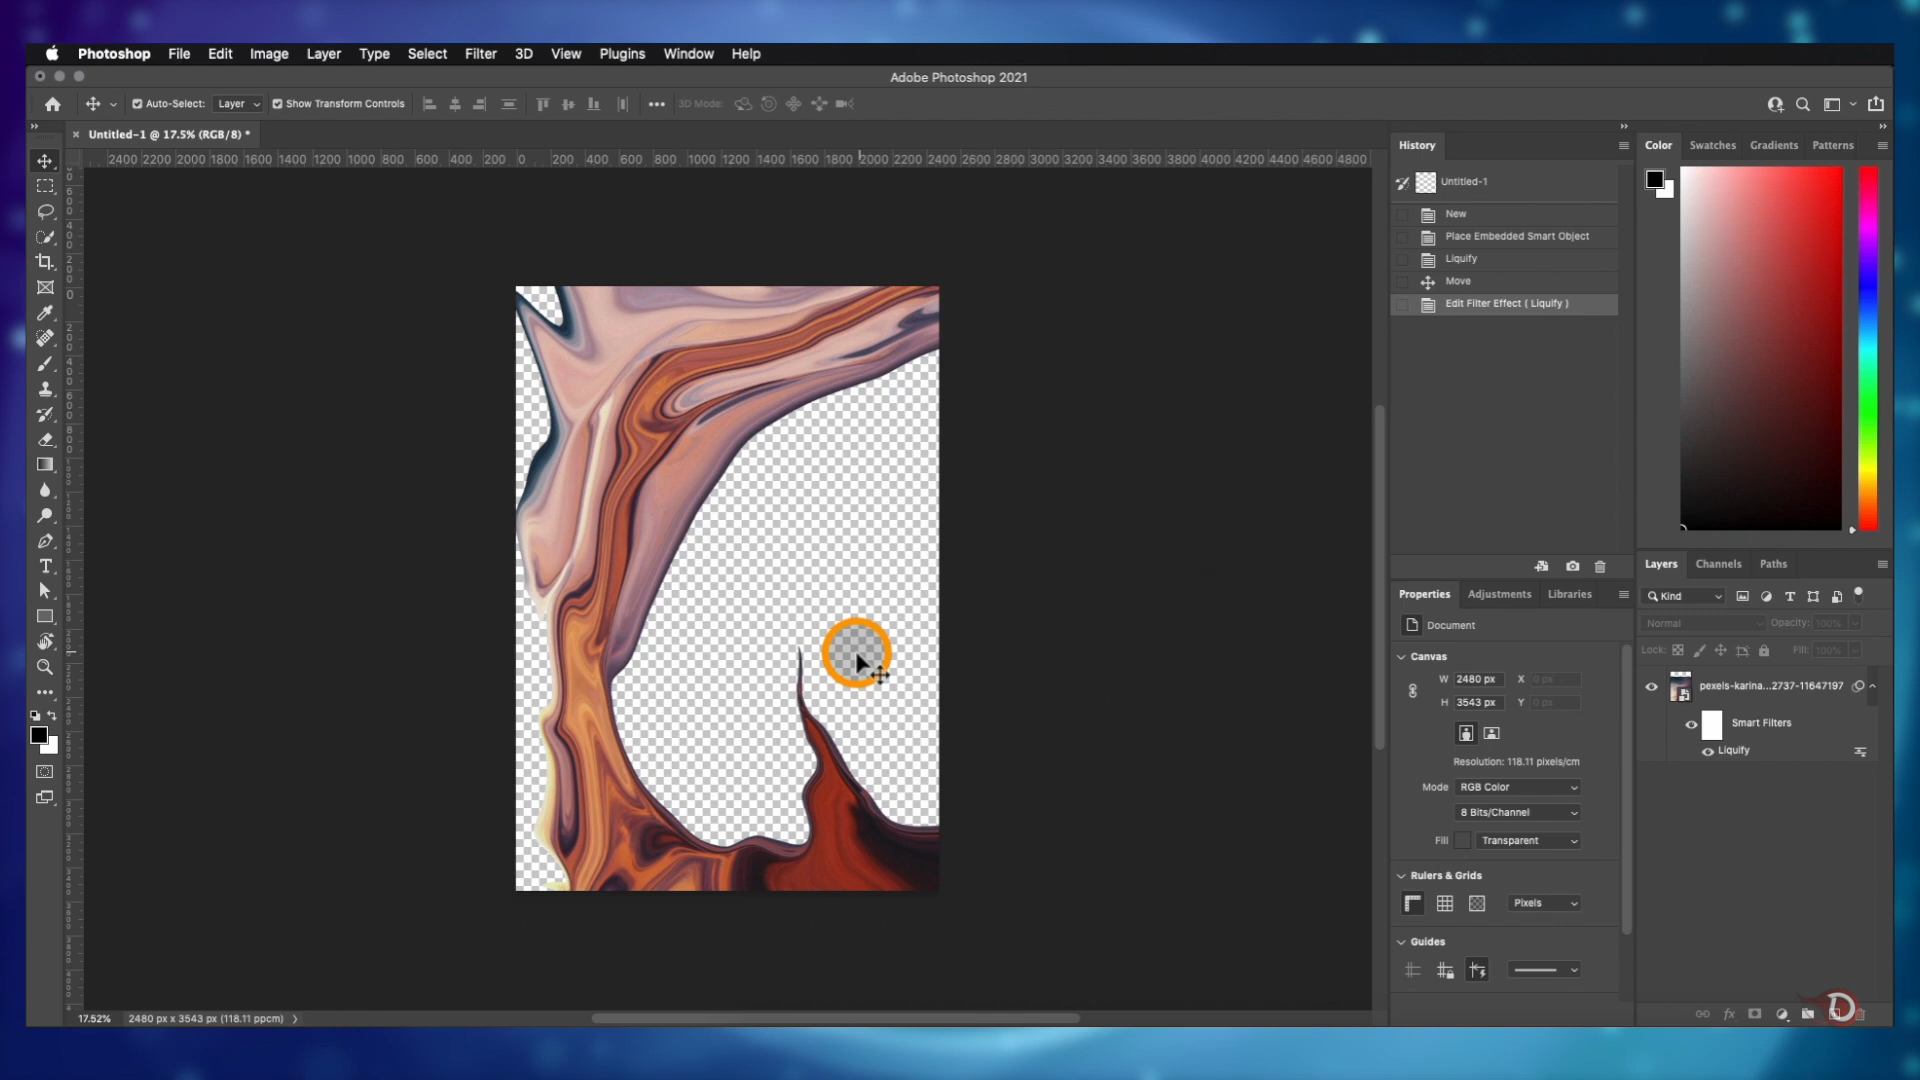 Photoshop File Edit Image Layer Type Select Filter 3D View Plugins Window Help
Adobe Photoshop 2021
Auto-Select: Layer Show Transform Controls 3D Mode:
Untitled-1 @ 17.5% (RGB/8) *
2400 2200 2000 1800 1600 1400 1200 1000 800 600 400 200 0 200 400 600 800 1000 1200 1400 1600 1800 2000 2200 2400 2600 2800 3000 3200 3400 3600 3800 4000 4200 4400 4600 4800
History
Untitled-1
New
Place Embedded Smart Object
Liquify
Move
Edit Filter Effect ( Liquify )
Color Swatches Gradients Patterns
Properties Adjustments Libraries
Document
Canvas
W 2480 px X 0 px
H 3543 px Y 0 px
Resolution: 118.11 pixels/cm
Mode RGB Color
8 Bits/Channel
Fill Transparent
Rulers & Grids
Pixels
Guides
Layers Channels Paths
Kind
Normal Opacity: 100%
Lock: Fill: 100%
pexels-karina...2737-11647197
Smart Filters
Liquify
fx
D
17.52% 2480 px x 3543 px (118.11 ppcm)